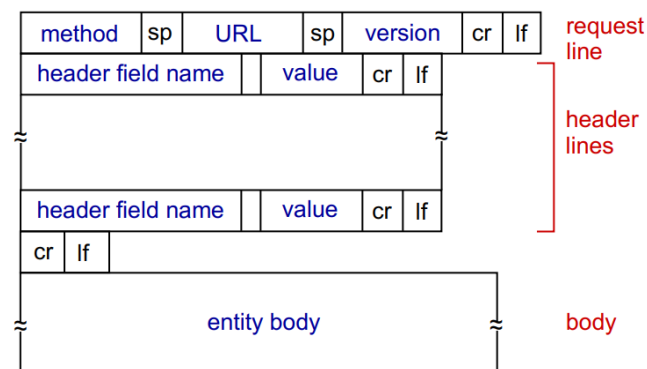 method sp URL sp version cr lf request line
header field name value cr lf
header lines
header field name value cr lf
cr lf
entity body body